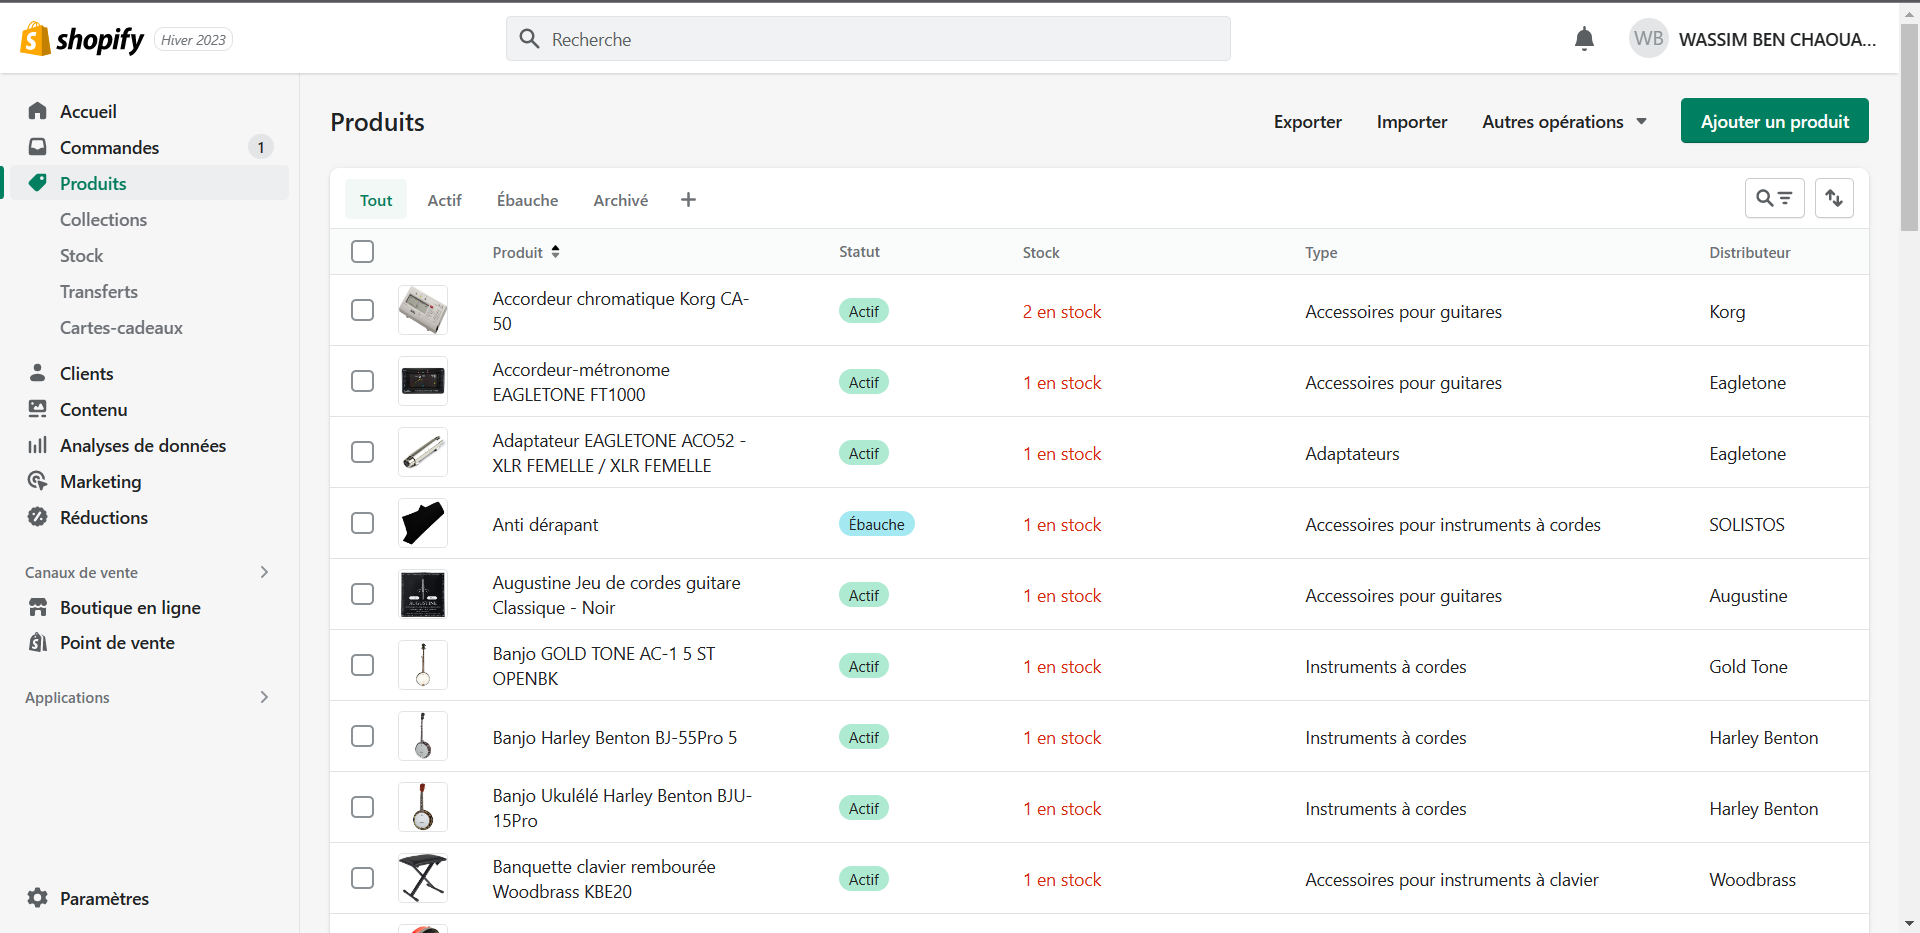 shopify
Hiver 2023
Recherche
WB
WASSIM BEN CHAOUA...
Accueil
Commandes
1
Produits
Collections
Stock
Transferts
Cartes-cadeaux
Clients
Contenu
Analyses de données
Marketing
Réductions
Canaux de vente
Boutique en ligne
Point de vente
Applications
Paramètres
Produits
Exporter
Importer
Autres opérations
Ajouter un produit
Tout
Actif
Ébauche
Archivé
Produit
Statut
Stock
Type
Distributeur
Accordeur chromatique Korg CA-
50
Actif
2 en stock
Accessoires pour guitares
Korg
Accordeur-métronome
EAGLETONE FT1000
Actif
1 en stock
Accessoires pour guitares
Eagletone
Adaptateur EAGLETONE ACO52 -
XLR FEMELLE / XLR FEMELLE
Actif
1 en stock
Adaptateurs
Eagletone
Anti dérapant
Ébauche
1 en stock
Accessoires pour instruments à cordes
SOLISTOS
Augustine Jeu de cordes guitare
Classique - Noir
Actif
1 en stock
Accessoires pour guitares
Augustine
Banjo GOLD TONE AC-1 5 ST
OPENBK
Actif
1 en stock
Instruments à cordes
Gold Tone
Banjo Harley Benton BJ-55Pro 5
Actif
1 en stock
Instruments à cordes
Harley Benton
Banjo Ukulélé Harley Benton BJU-
15Pro
Actif
1 en stock
Instruments à cordes
Harley Benton
Banquette clavier rembourée
Woodbrass KBE20
Actif
1 en stock
Accessoires pour instruments à clavier
Woodbrass